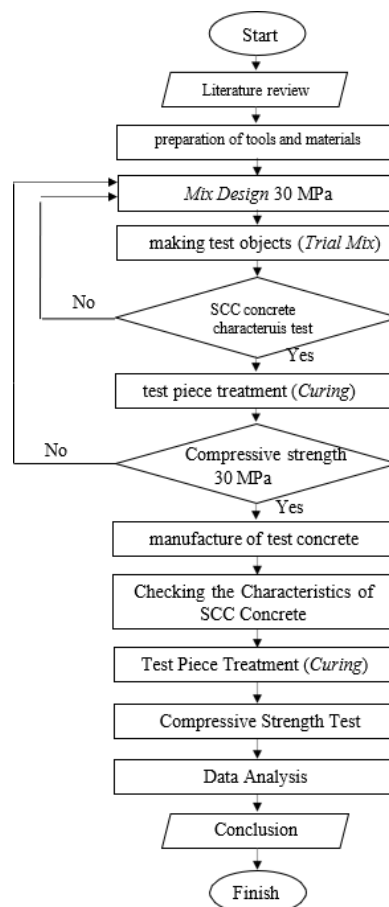 Start
Literature review
preparation of tools and materials
Mix Design 30 MPa
making test objects (Trial Mix)
No
SCC concrete
characteruis test
Yes
test piece treatment (Curing)
No
Compressive strength
30 MPa
Yes
manufacture of test concrete
Checking the Characteristics of
SCC Concrete
Test Piece Treatment (Curing)
Compressive Strength Test
Data Analysis
Conclusion
Finish